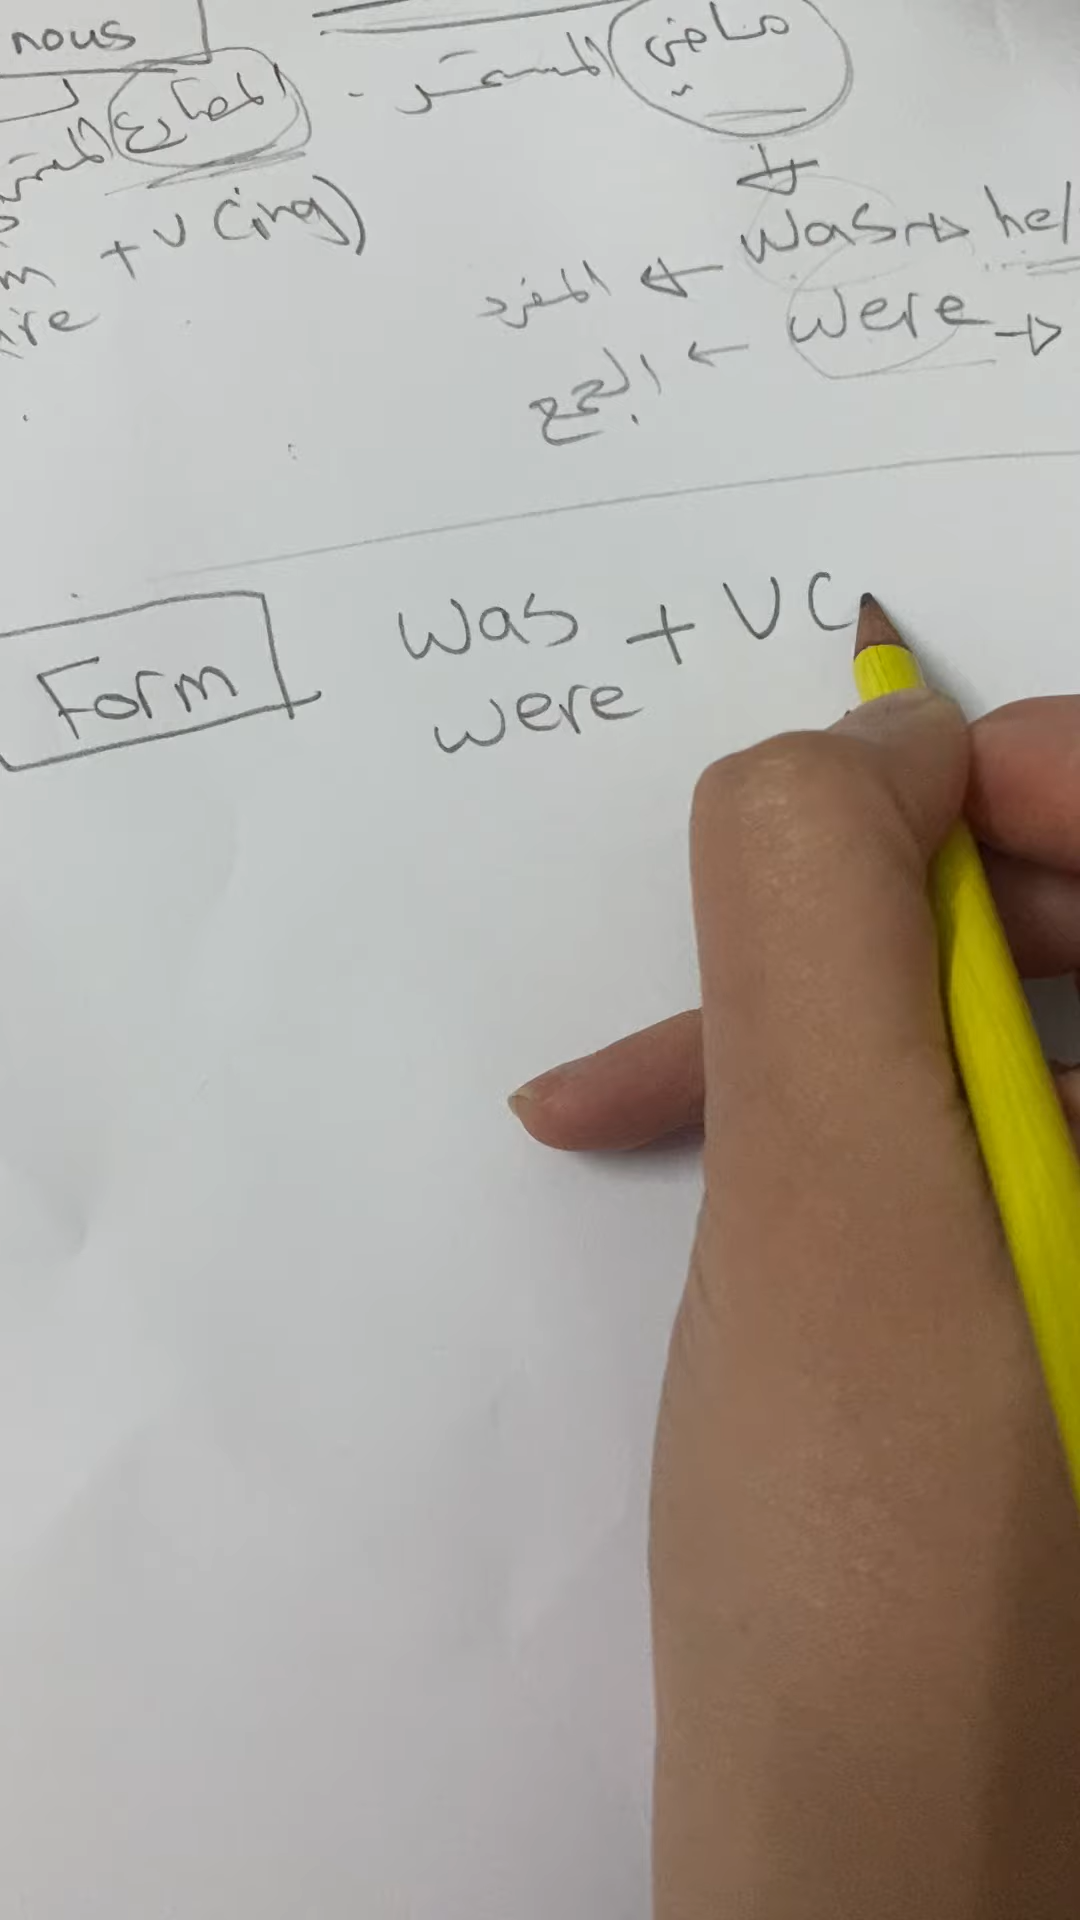 nous
ماضي المستمر -
المضارع
+ V (ing)
was → he/
المفرد ←
were →
الجمع ←
Form
was + V (
were